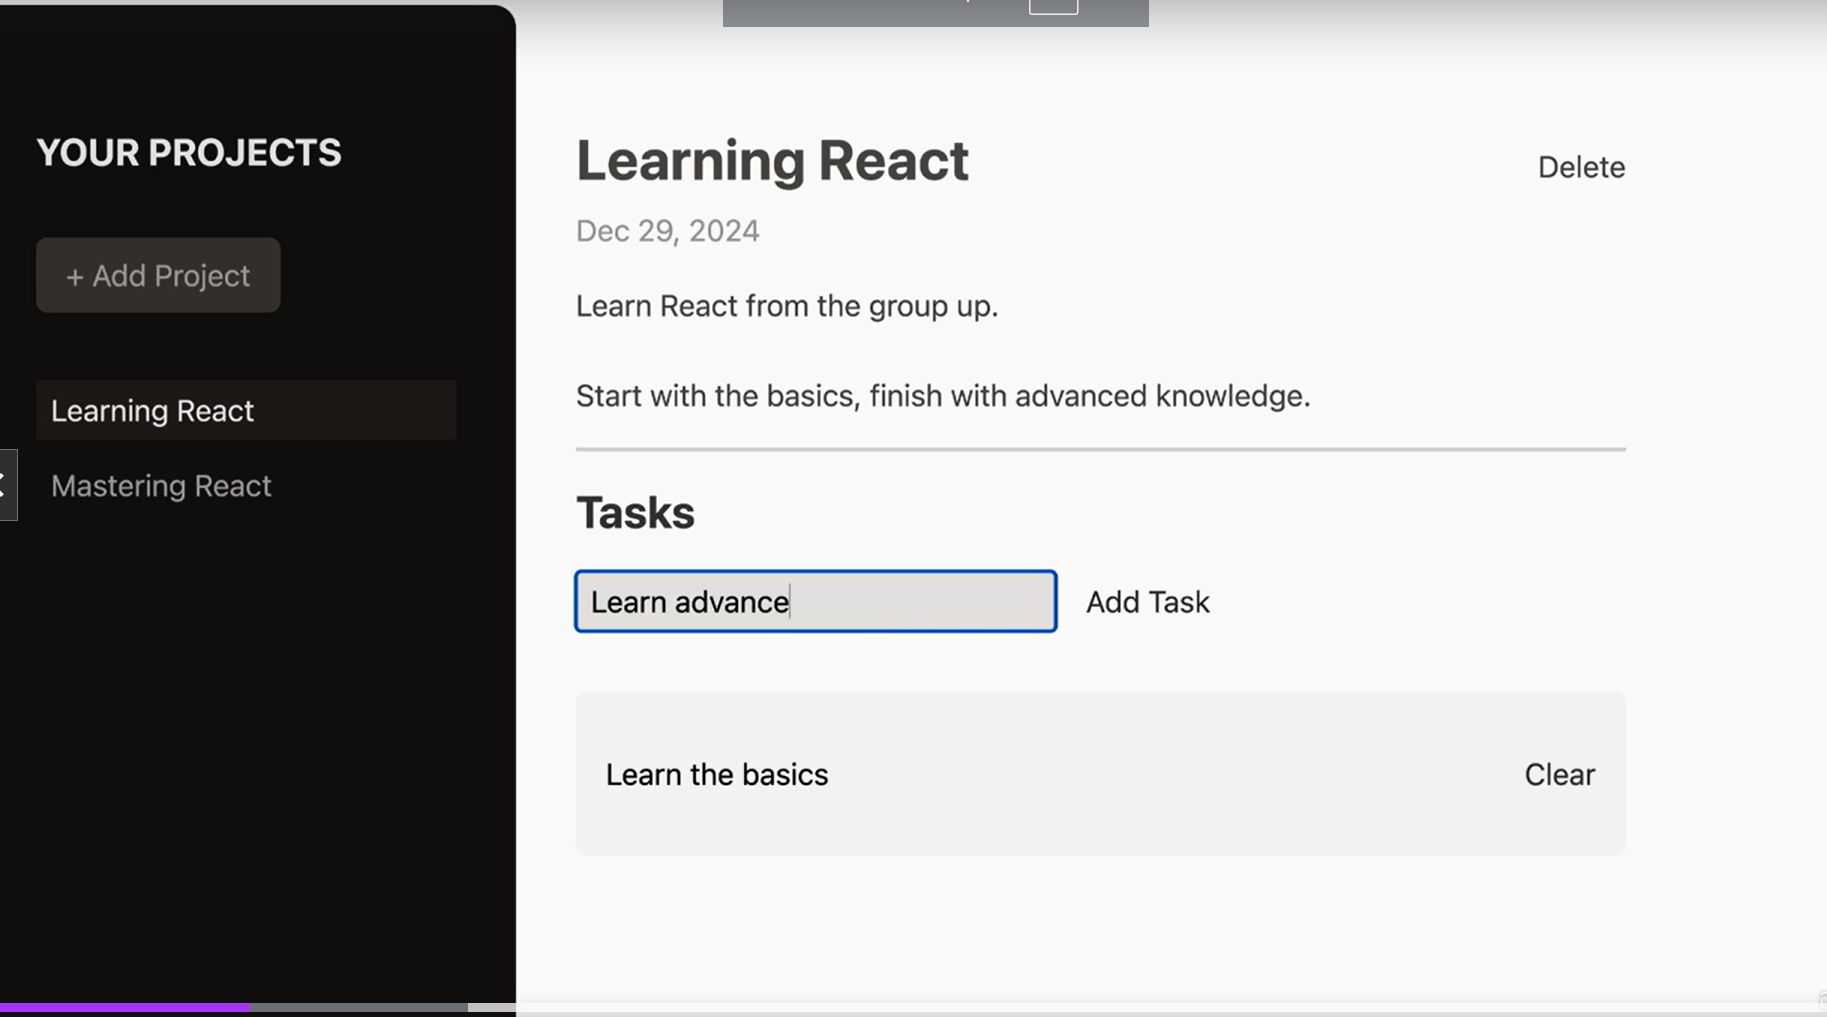 YOUR PROJECTS
+ Add Project
Learning React
Mastering React
Learning React
Delete
Dec 29, 2024
Learn React from the group up.
Start with the basics, finish with advanced knowledge.
Tasks
Learn advance
Add Task
Learn the basics
Clear